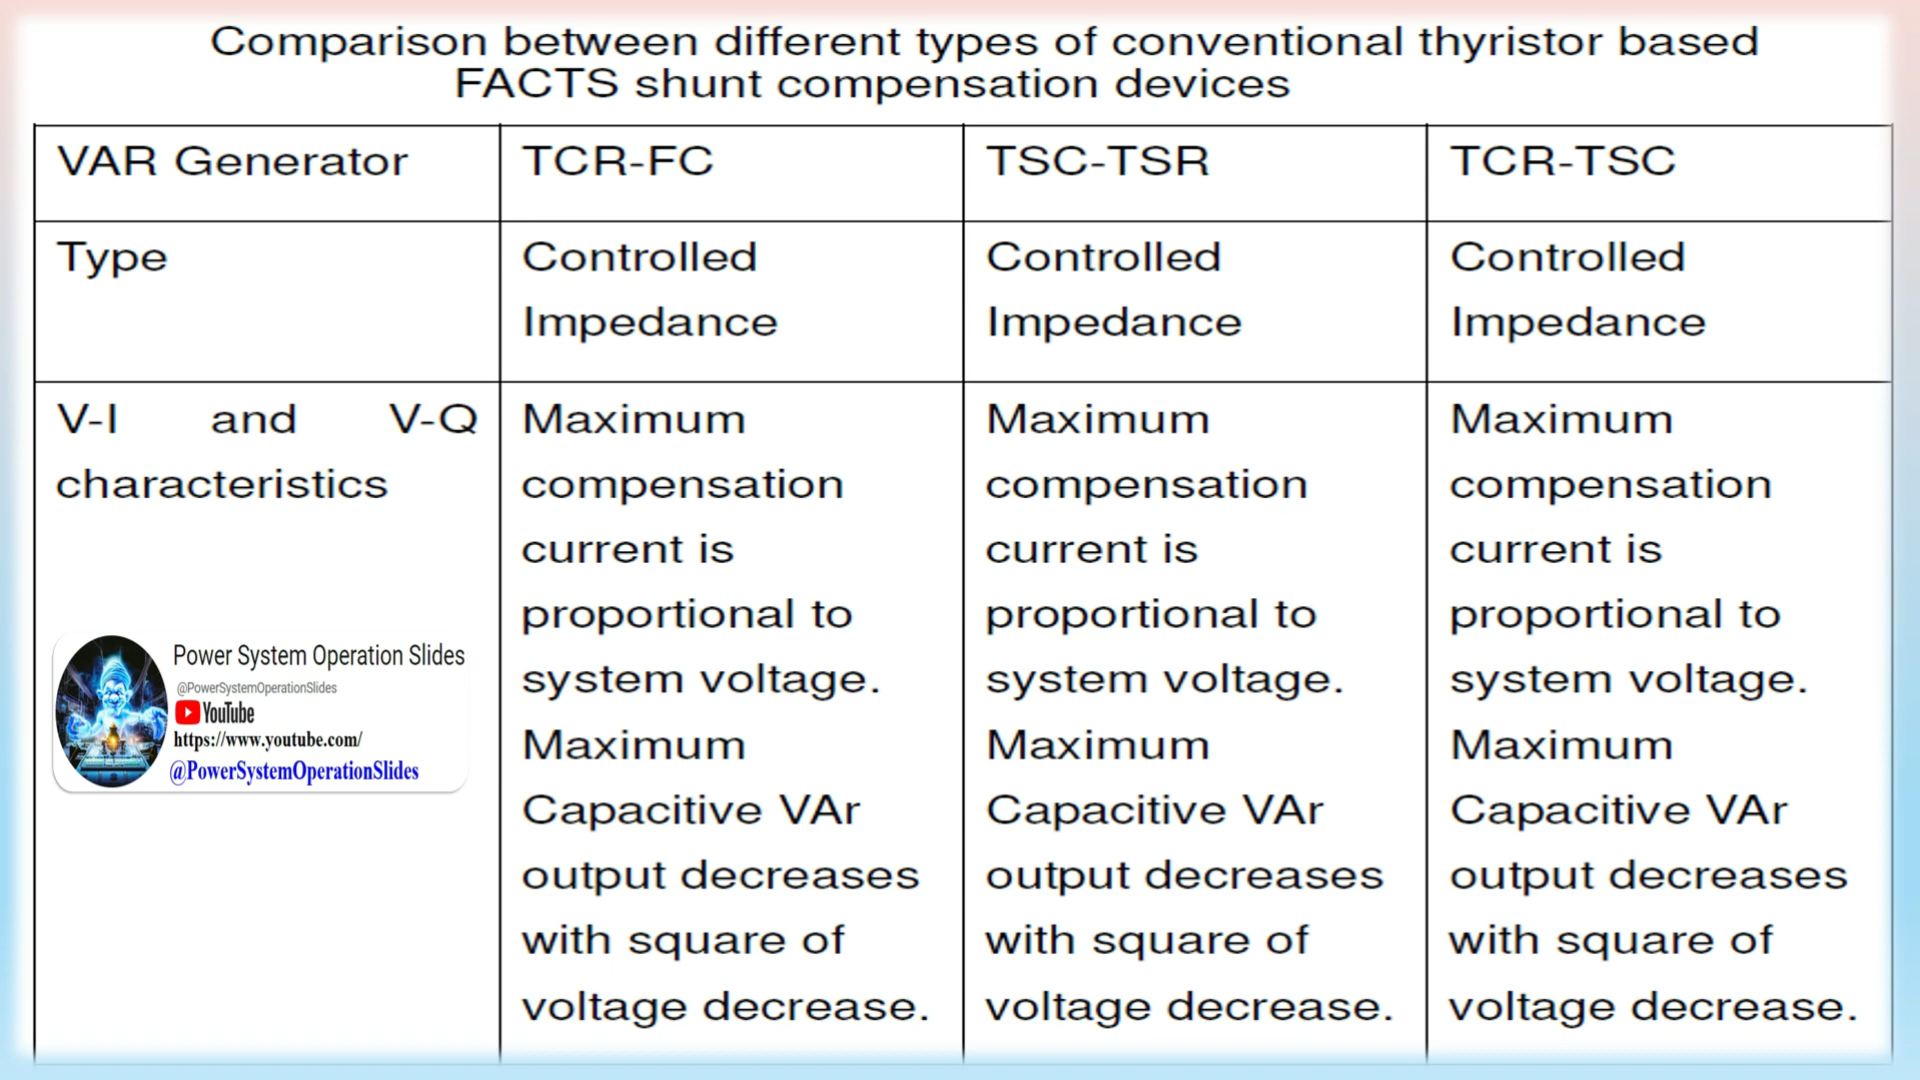 Comparison between different types of conventional thyristor based
FACTS shunt compensation devices
VAR Generator
TCR-FC
TSC-TSR
TCR-TSC
Type
Controlled
Impedance
Controlled
Impedance
Controlled
Impedance
V-I and V-Q
characteristics
Maximum
compensation
current is
proportional to
system voltage.
Maximum
Capacitive VAr
output decreases
with square of
voltage decrease.
Maximum
compensation
current is
proportional to
system voltage.
Maximum
Capacitive VAr
output decreases
with square of
voltage decrease.
Maximum
compensation
current is
proportional to
system voltage.
Maximum
Capacitive VAr
output decreases
with square of
voltage decrease.
Power System Operation Slides
@PowerSystemOperationSlides
YouTube
https://www.youtube.com/
@PowerSystemOperationSlides